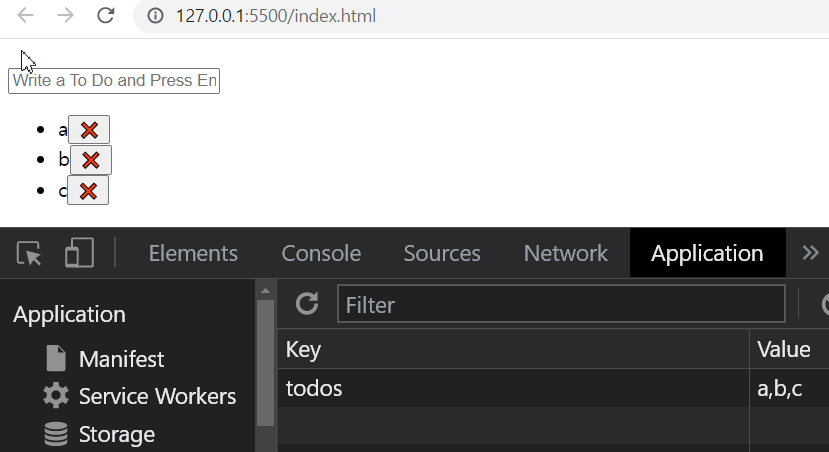 127.0.0.1:5500/index.html
Write a To Do and Press En
a
b
c
Elements Console Sources Network Application »
Application
Filter
Key Value
Manifest
todos a,b,c
Service Workers
Storage